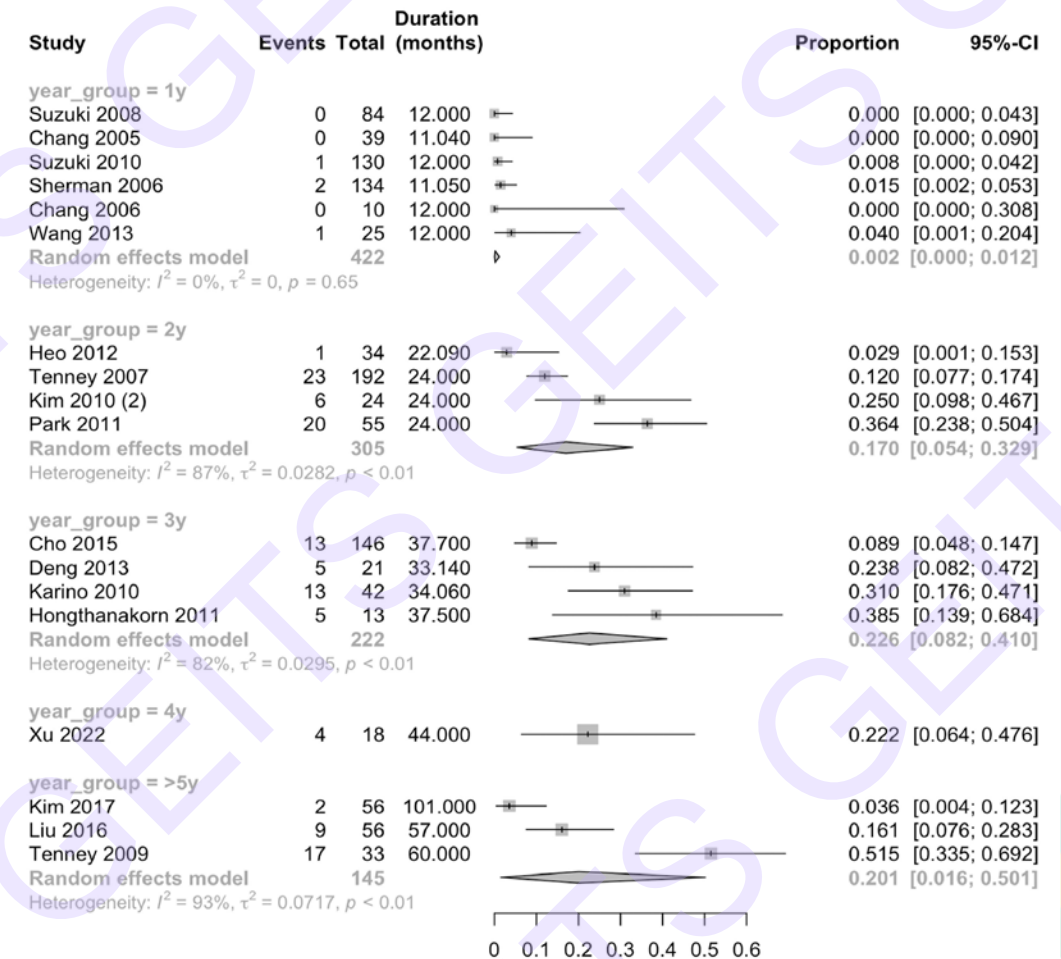 Study Events Total Duration (months) Proportion 95%-CI
year_group = 1y
Suzuki 2008 0 84 12.000 0.000 [0.000; 0.043]
Chang 2005 0 39 11.040 0.000 [0.000; 0.090]
Suzuki 2010 1 130 12.000 0.008 [0.000; 0.042]
Sherman 2006 2 134 11.050 0.015 [0.002; 0.053]
Chang 2006 0 10 12.000 0.000 [0.000; 0.308]
Wang 2013 1 25 12.000 0.040 [0.001; 0.204]
Random effects model 422 0.002 [0.000; 0.012]
Heterogeneity: I² = 0%, τ² = 0, p = 0.65
year_group = 2y
Heo 2012 1 34 22.090 0.029 [0.001; 0.153]
Tenney 2007 23 192 24.000 0.120 [0.077; 0.174]
Kim 2010 (2) 6 24 24.000 0.250 [0.098; 0.467]
Park 2011 20 55 24.000 0.364 [0.238; 0.504]
Random effects model 305 0.170 [0.054; 0.329]
Heterogeneity: I² = 87%, τ² = 0.0282, p < 0.01
year_group = 3y
Cho 2015 13 146 37.700 0.089 [0.048; 0.147]
Deng 2013 5 21 33.140 0.238 [0.082; 0.472]
Karino 2010 13 42 34.060 0.310 [0.176; 0.471]
Hongthanakorn 2011 5 13 37.500 0.385 [0.139; 0.684]
Random effects model 222 0.226 [0.082; 0.410]
Heterogeneity: I² = 82%, τ² = 0.0295, p < 0.01
year_group = 4y
Xu 2022 4 18 44.000 0.222 [0.064; 0.476]
year_group = >5y
Kim 2017 2 56 101.000 0.036 [0.004; 0.123]
Liu 2016 9 56 57.000 0.161 [0.076; 0.283]
Tenney 2009 17 33 60.000 0.515 [0.335; 0.692]
Random effects model 145 0.201 [0.016; 0.501]
Heterogeneity: I² = 93%, τ² = 0.0717, p < 0.01
0 0.1 0.2 0.3 0.4 0.5 0.6
GEITS GEITS GEITS